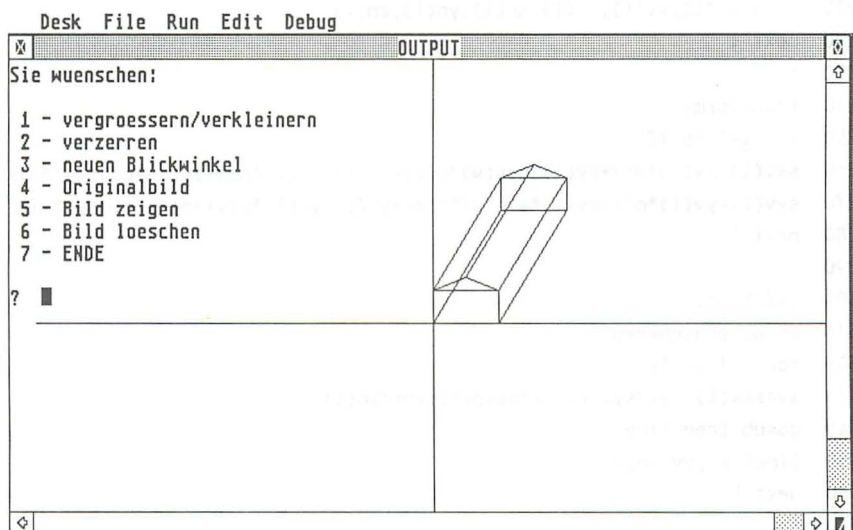 Desk File Run Edit Debug
OUTPUT
Sie wuenschen:
1 - vergroessern/verkleinern
2 - verzerren
3 - neuen Blickwinkel
4 - Originalbild
5 - Bild zeigen
6 - Bild loeschen
7 - ENDE
?